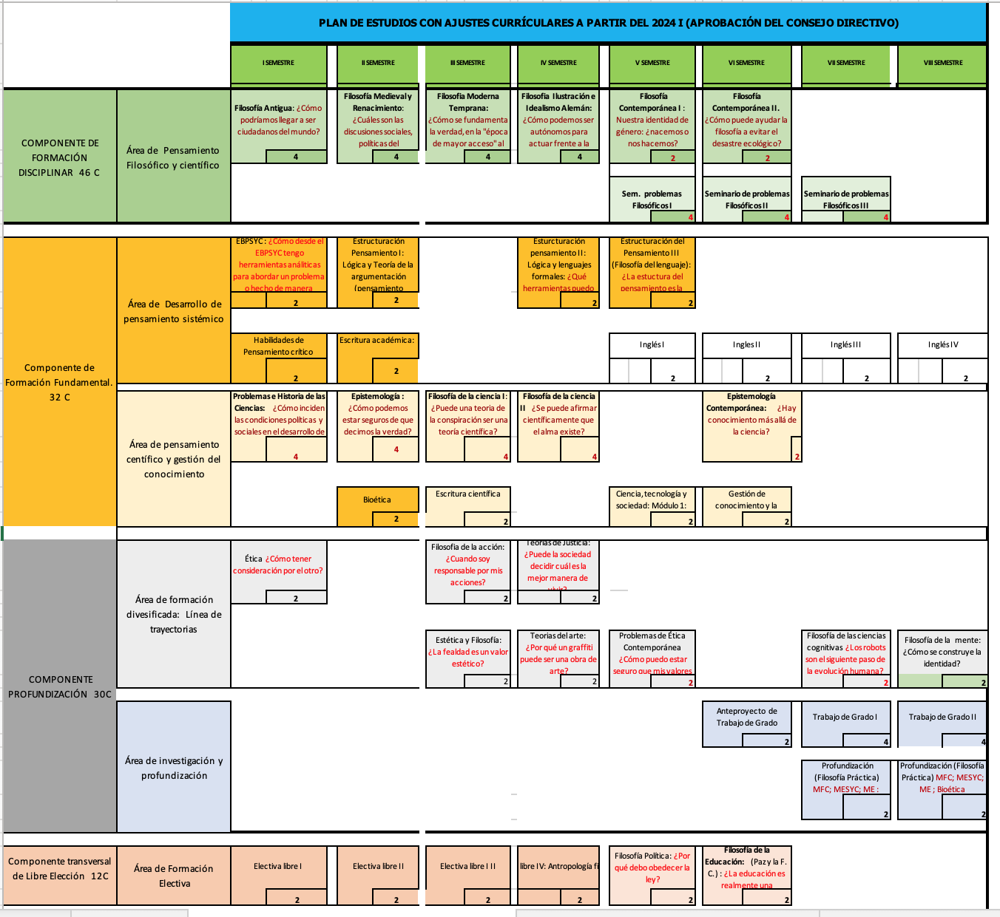 PLAN DE ESTUDIOS CON AJUSTES CURRÍCULARES A PARTIR DEL 2024 I (APROBACIÓN DEL CONSEJO DIRECTIVO)
I SEMESTRE
II SEMESTRE
III SEMESTRE
IV SEMESTRE
V SEMESTRE
VI SEMESTRE
VII SEMESTRE
VIII SEMESTRE
COMPONENTE DE
FORMACIÓN
DISCIPLINAR 46 C
Área de Pensamiento
Filosófico y científico
Filosofía Antigua: ¿Cómo
podríamos llegar a ser
ciudadanos del mundo?
4
Filosofía Medieval y
Renacimiento:
¿Cuáles son las
discusiones sociales,
políticas del
4
Filosofia Moderna
Temprana:
¿Cómo se fundamenta
la verdad, en la "época
de mayor acceso" al
4
Filosofia Ilustración e
Idealismo Alemán:
¿Cómo podemos ser
autónomos para
actuar frente a la
4
Filosofía
Contemporánea I :
Nuestra identidad de
género: ¿nacemos o
nos hacemos?
2
Filosofía
Contemporánea II.
¿Cómo puede ayudar la
filosofía a evitar el
desastre ecológico?
2
Sem. problemas
Filosóficos I
4
Seminario de problemas
Filosóficos II
4
Seminario de problemas
Filosóficos III
4
Componente de
Formación Fundamental.
32 C
Área de Desarrollo de
pensamiento sistémico
EBPSYC : ¿Cómo desde el
EBPSYC tengo
herramientas análiticas
para abordar un problema
o hecho de manera
2
Estructuración
Pensamiento I:
Lógica y Teoría de la
argumentación
(pensamiento
2
Esturcturación
pensamiento II:
Lógica y lenguajes
formales: ¿Qué
herramientas puedo
2
Estructuración del
Pensamiento III
(Filosofía del lenguaje):
¿La estuctura del
pensamiento es la
2
Habilidades de
Pensamiento crítico
2
Escritura académica:
2
Inglés I
2
Ingles II
2
Inglés III
2
Inglés IV
2
Área de pensamiento
centífico y gestión del
conocimiento
Problemas e Historia de las
Ciencias: ¿Cómo inciden
las condiciones políticas y
sociales en el desarrollo de
4
Epistemología :
¿Cómo podemos
estar seguros de que
decimos la verdad?
4
Filosofía de la ciencia I:
¿Puede una teoria de
la conspiración ser una
teoría científica?
4
Filosofía de la ciencia
II ¿Se puede afirmar
científicamente que
el alma existe?
4
Epistemología
Contemporánea: ¿Hay
conocimiento más allá de
la ciencia?
2
Bioética
2
Escritura científica
2
Ciencia, tecnología y
sociedad: Módulo 1:
2
Gestión de
conocimiento y la
2
COMPONENTE
PROFUNDIZACIÓN 30C
Área de formación
divesificada: Línea de
trayectorias
Ética ¿Cómo tener
consideración por el otro?
2
Filosofia de la acción:
¿Cuando soy
responsable por mis
acciones?
2
Teorías de Justicia:
¿Puede la sociedad
decidir cuál es la
mejor manera de
vivir?
2
Estética y Filosofía:
¿La fealdad es un valor
estético?
2
Teorias del arte:
¿Por qué un graffiti
puede ser una obra de
arte?
2
Problemas de Ética
Contemporánea
¿Cómo puedo estar
seguro que mis valores
2
Filosofía de las ciencias
cognitivas ¿Los robots
son el siguiente paso de
la evolución humana?
2
Filosofía de la mente:
¿Cómo se construye la
identidad?
2
Área de investigación y
profundización
Anteproyecto de
Trabajo de Grado
2
Trabajo de Grado I
4
Trabajo de Grado II
4
Profundización
(Filosofía Práctica)
MFC; MESYC; ME :
2
Profundización (Filosofía
Práctica) MFC; MESYC;
ME ; Bioética
2
Componente transversal
de Libre Elección 12C
Área de Formación
Electiva
Electiva libre I
2
Electiva libre II
2
Electiva libre I II
2
libre IV: Antropología fi
2
Filosofía Política: ¿Por
qué debo obedecer la
ley?
2
Filosofía de la
Educación: (Paz y la F.
C.) : ¿La educación es
realmente una
2